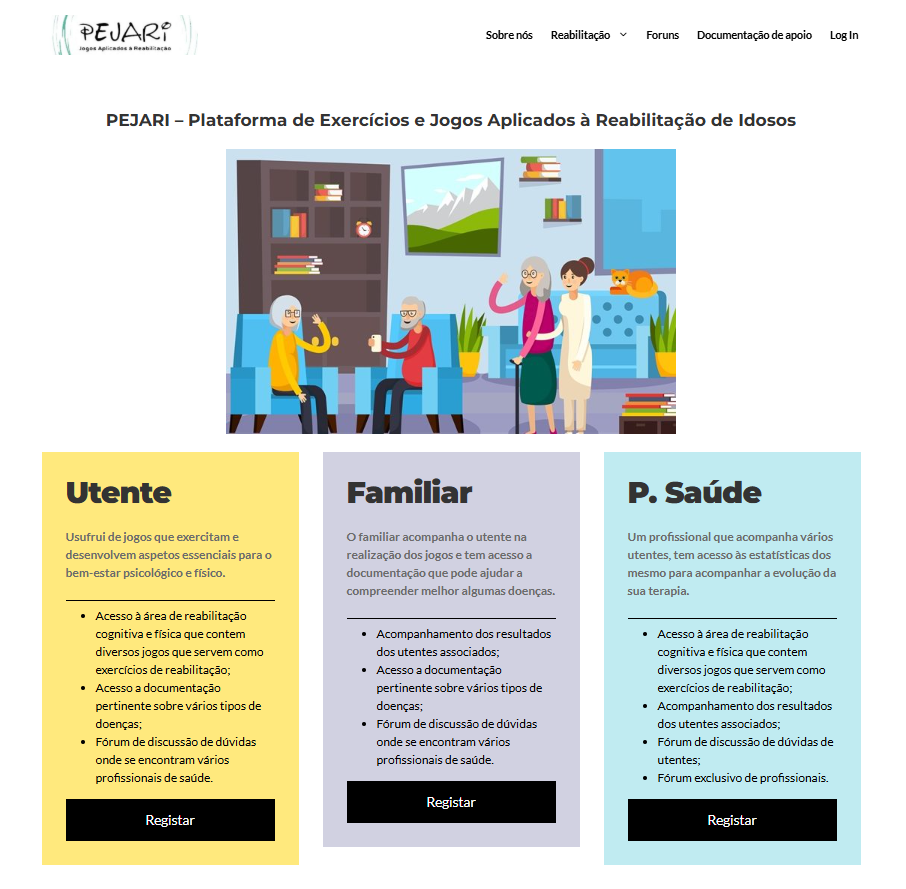 PEJARi
Jogos Aplicados à Reabilitação
Sobre nós
Reabilitação
Foruns
Documentação de apoio
Log In
PEJARI – Plataforma de Exercícios e Jogos Aplicados à Reabilitação de Idosos
Utente
Usufrui de jogos que exercitam e
desenvolvem aspetos essenciais para o
bem-estar psicológico e físico.
Acesso à área de reabilitação
cognitiva e física que contem
diversos jogos que servem como
exercícios de reabilitação;
Acesso a documentação
pertinente sobre vários tipos de
doenças;
Fórum de discussão de dúvidas
onde se encontram vários
profissionais de saúde.
Registar
Familiar
O familiar acompanha o utente na
realização dos jogos e tem acesso a
documentação que pode ajudar a
compreender melhor algumas doenças.
Acompanhamento dos resultados
dos utentes associados;
Acesso a documentação
pertinente sobre vários tipos de
doenças;
Fórum de discussão de dúvidas
onde se encontram vários
profissionais de saúde.
Registar
P. Saúde
Um profissional que acompanha vários
utentes, tem acesso às estatísticas dos
mesmo para acompanhar a evolução da
sua terapia.
Acesso à área de reabilitação
cognitiva e física que contem
diversos jogos que servem como
exercícios de reabilitação;
Acompanhamento dos resultados
dos utentes associados;
Fórum de discussão de dúvidas de
utentes;
Fórum exclusivo de profissionais.
Registar